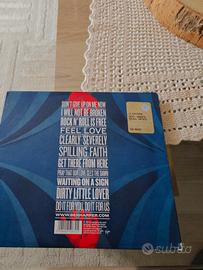 DON'T GIVE UP ON ME NOW
I WILL NOT BE BROKEN
ROCK N' ROLL IS FREE
FEEL LOVE
CLEARLY SEVERELY
SPILLING FAITH
GET THERE FROM HERE
PRAY THAT OUR LOVE SEES THE DAWN
WAITING ON A SIGN
DIRTY LITTLE LOVER
DO IT FOR YOU, DO IT FOR US
WWW.BENHARPER.COM
subito